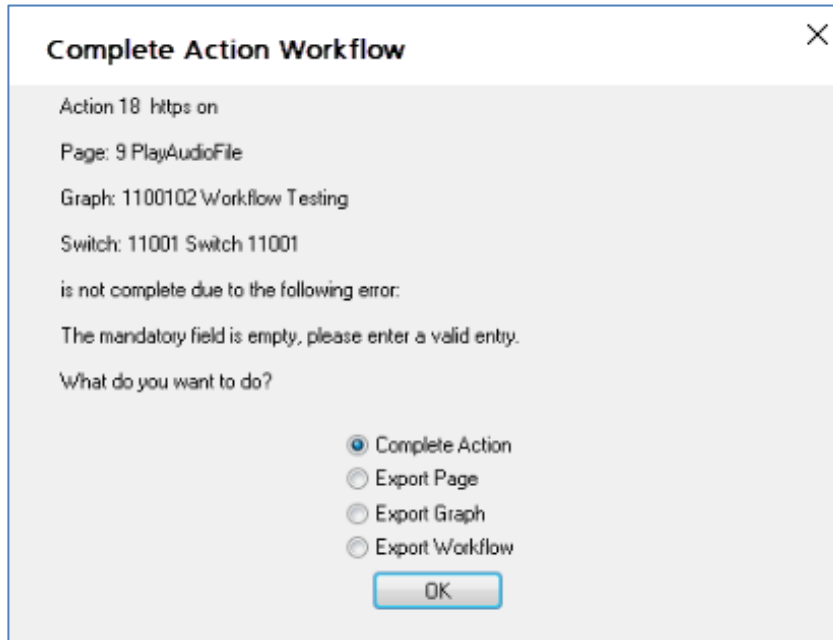 Complete Action Workflow
Action 18 https on
Page: 9 PlayAudioFile
Graph: 1100102 Workflow Testing
Switch: 11001 Switch 11001
is not complete due to the following error:
The mandatory field is empty, please enter a valid entry.
What do you want to do?
Complete Action
Export Page
Export Graph
Export Workflow
OK